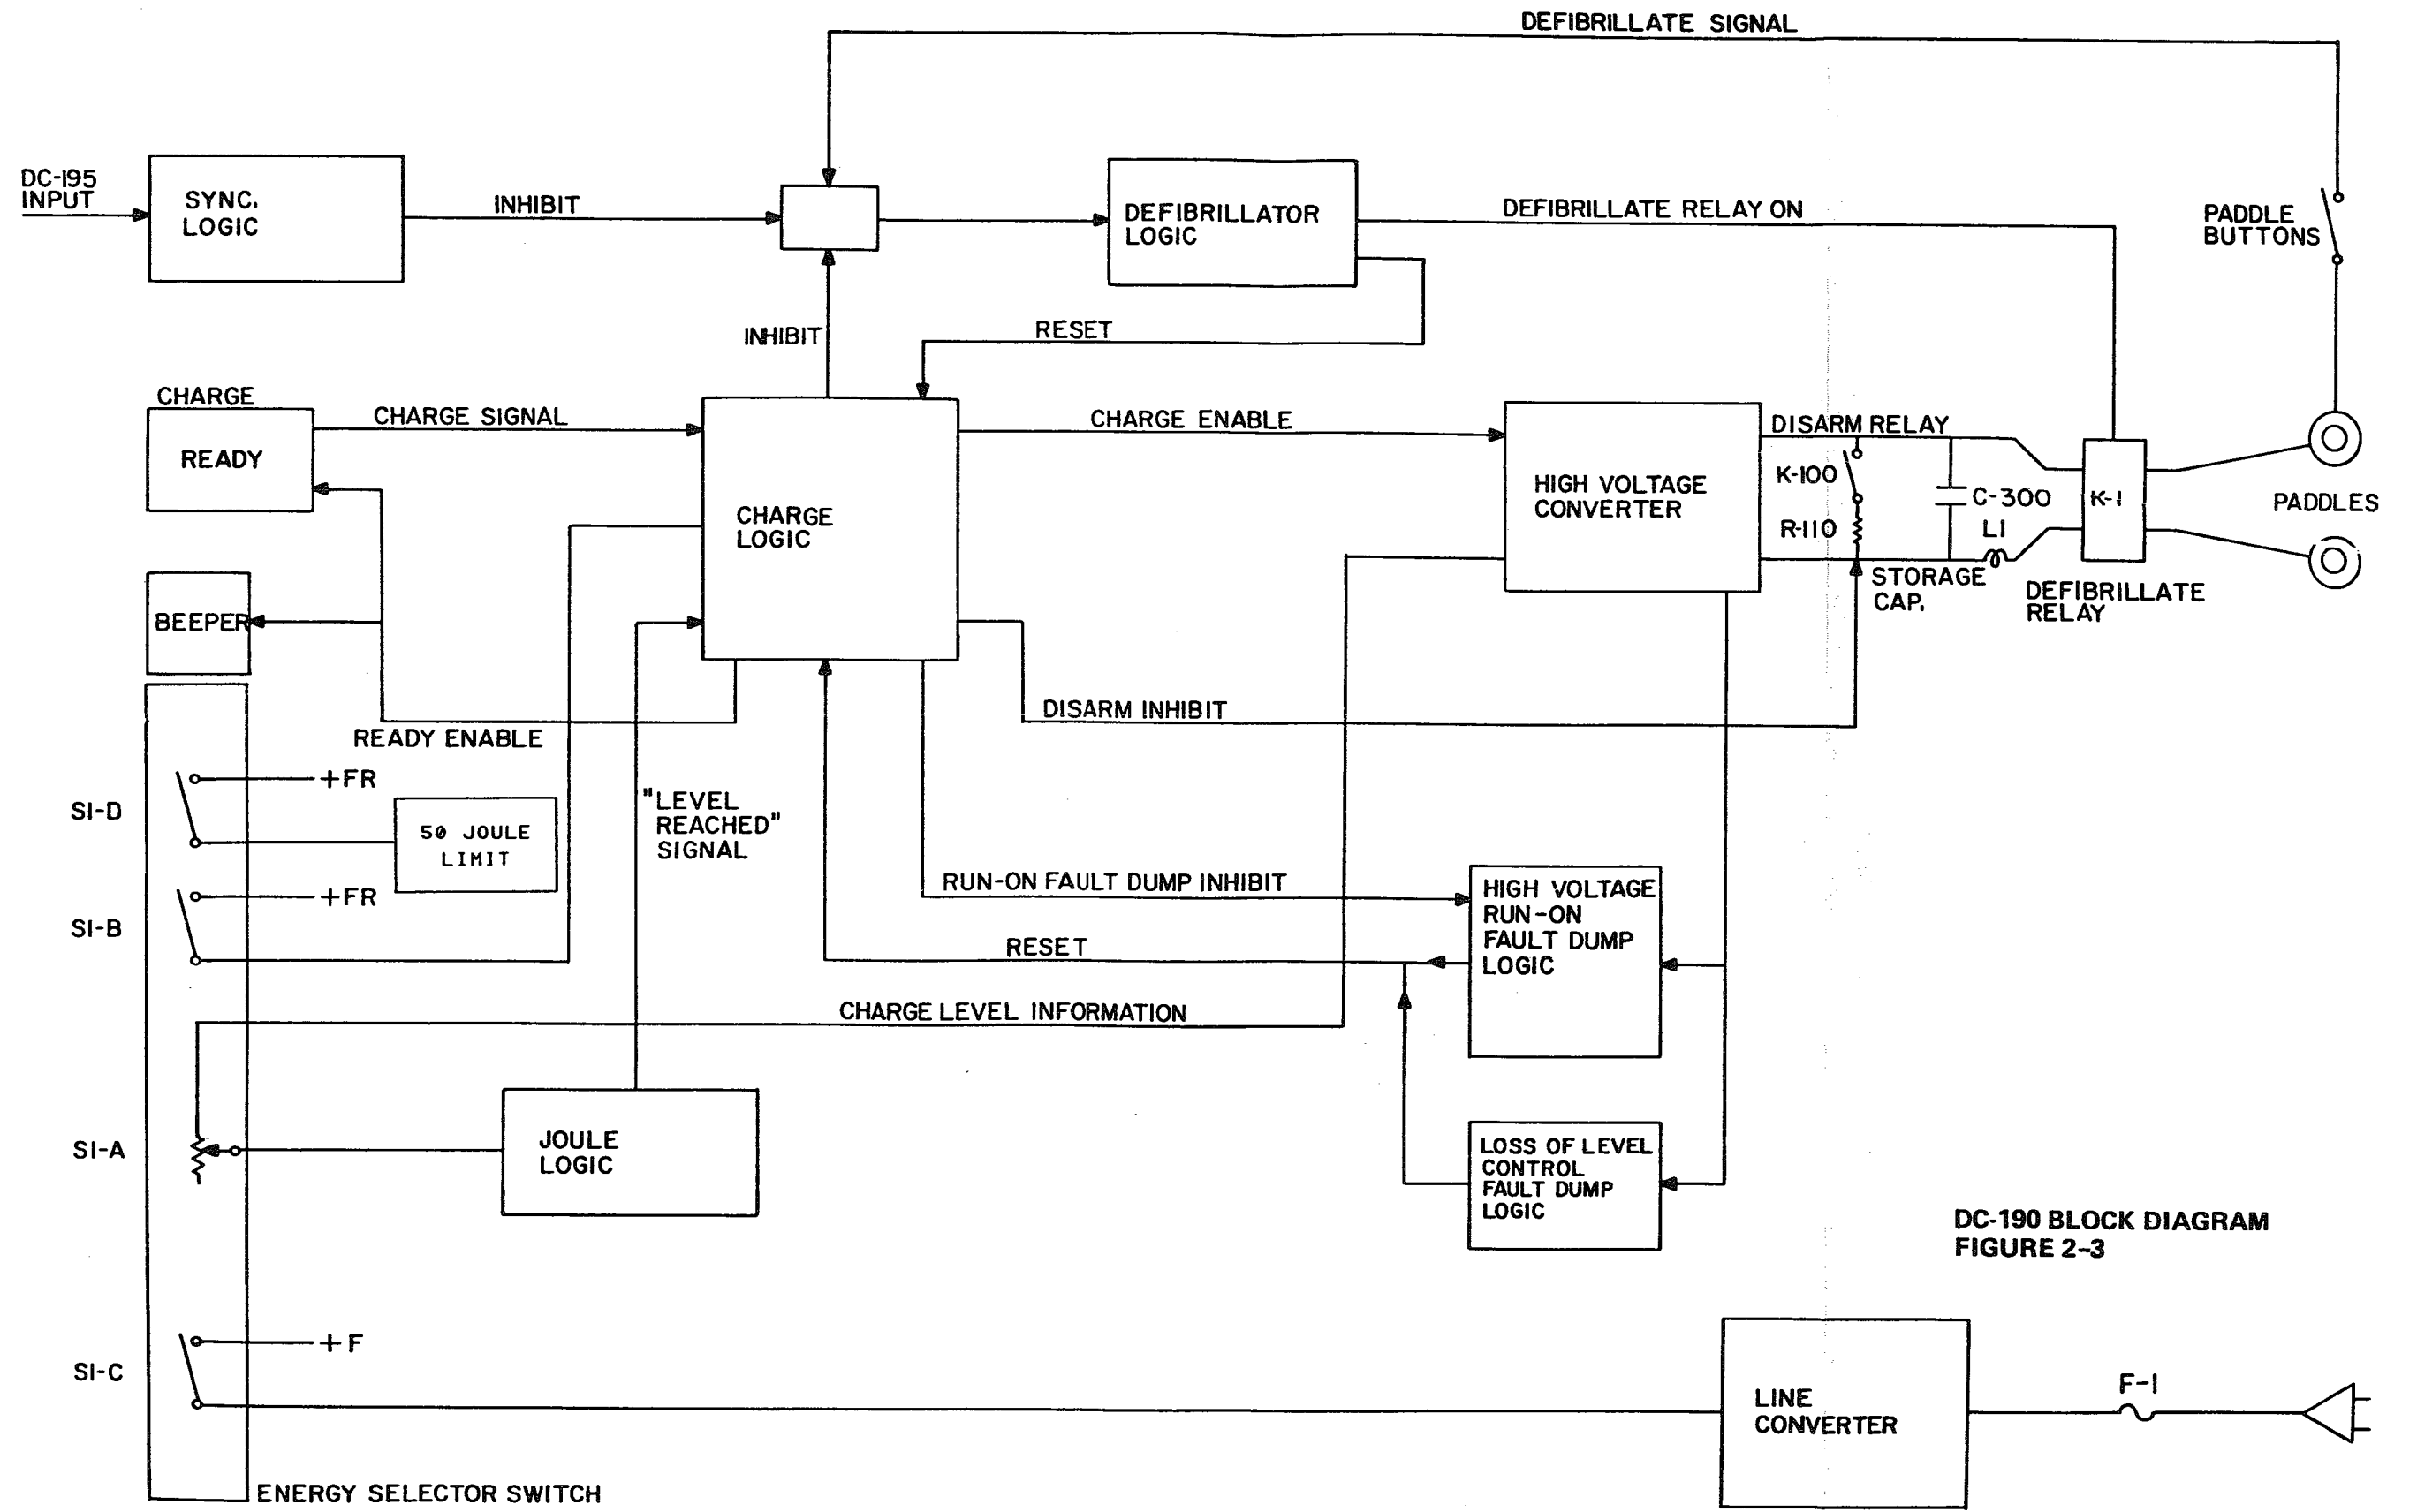 DEFIBRILLATE SIGNAL
DC-195
INPUT
SYNC.
LOGIC
INHIBIT
DEFIBRILLATOR
LOGIC
DEFIBRILLATE RELAY ON
PADDLE
BUTTONS
INHIBIT
RESET
CHARGE
READY
CHARGE SIGNAL
CHARGE
LOGIC
CHARGE ENABLE
HIGH VOLTAGE
CONVERTER
DISARM RELAY
K-100
R-110
C-300
L1
K-1
PADDLES
STORAGE
CAP.
DEFIBRILLATE
RELAY
BEEPER
READY ENABLE
DISARM INHIBIT
S1-D
+FR
50 JOULE
LIMIT
"LEVEL
REACHED"
SIGNAL
S1-B
+FR
RUN-ON FAULT DUMP INHIBIT
HIGH VOLTAGE
RUN-ON
FAULT DUMP
LOGIC
RESET
CHARGE LEVEL INFORMATION
S1-A
JOULE
LOGIC
LOSS OF LEVEL
CONTROL
FAULT DUMP
LOGIC
DC-190 BLOCK DIAGRAM
FIGURE 2-3
S1-C
+F
LINE
CONVERTER
F-1
ENERGY SELECTOR SWITCH